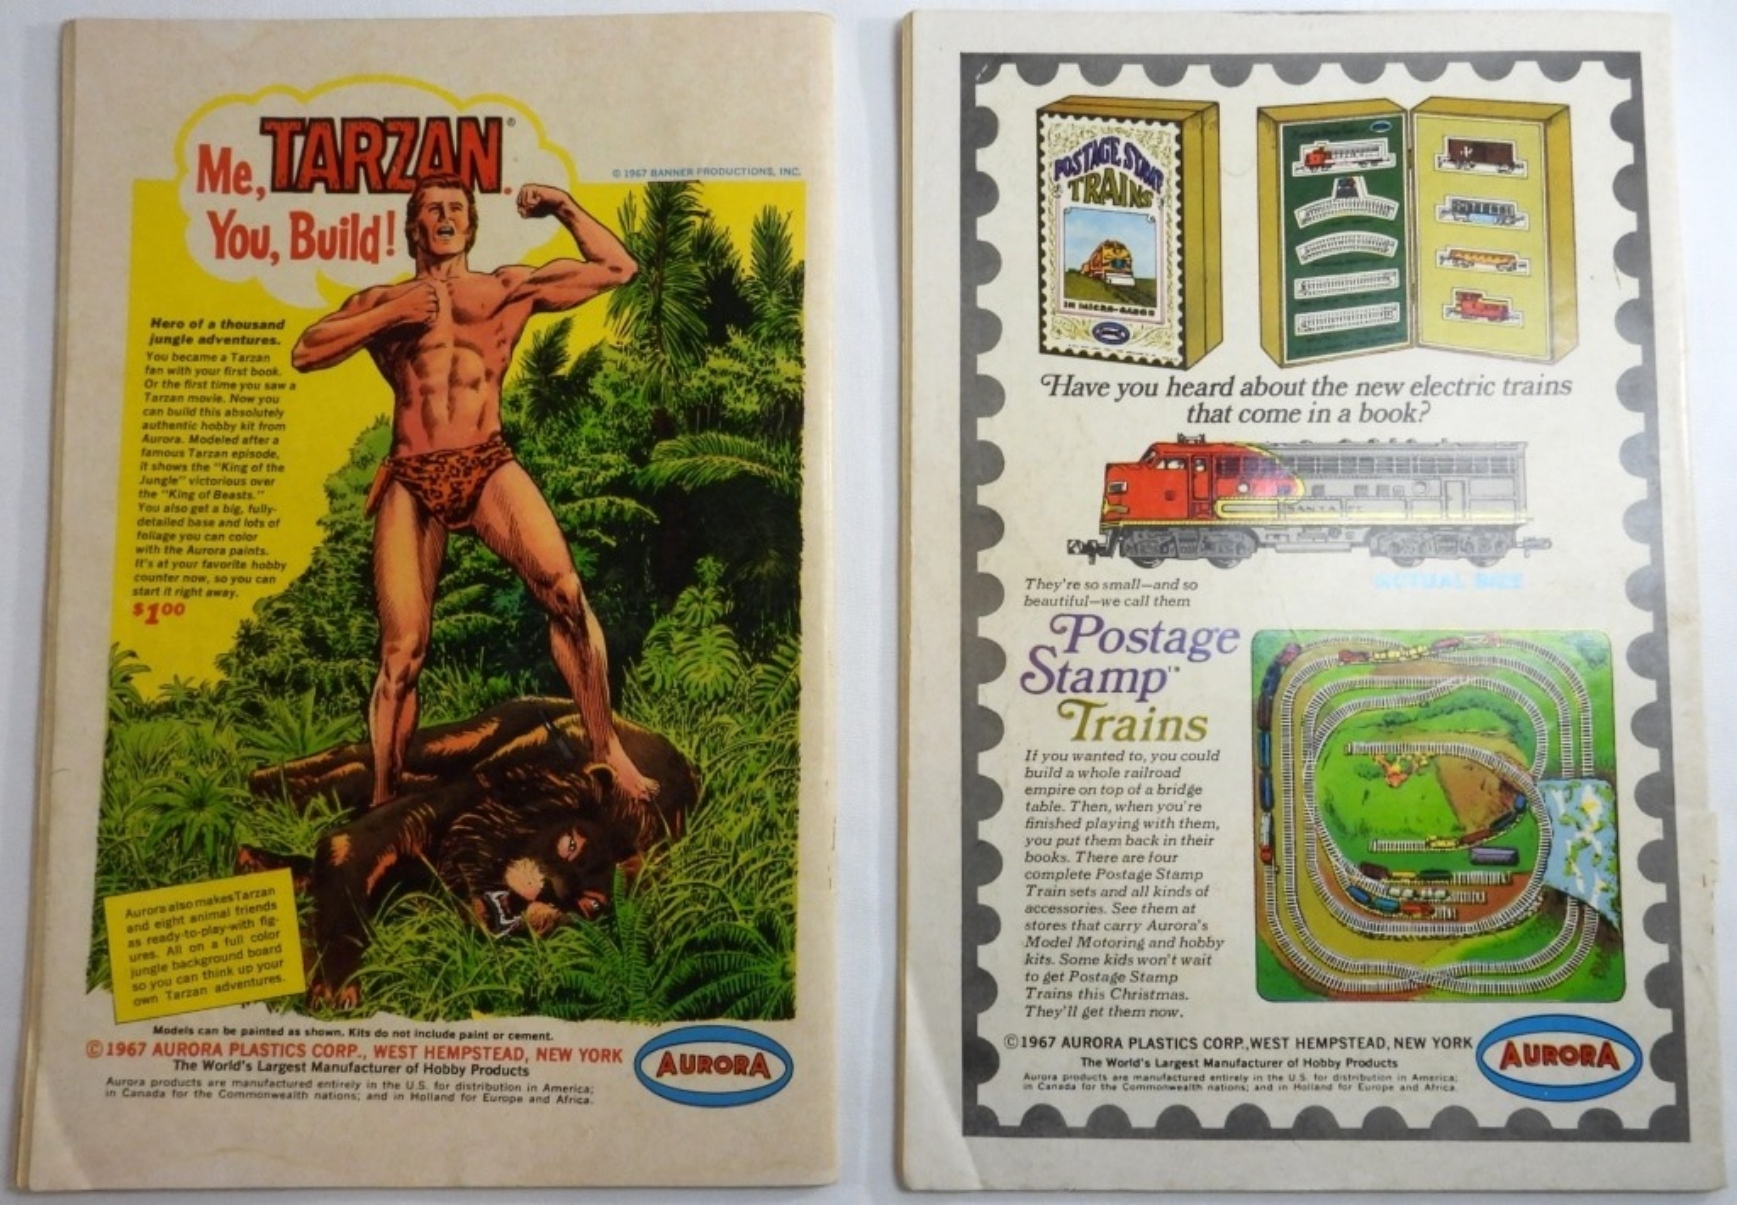 Me, TARZAN®.
You, Build!
© 1967 BANNER PRODUCTIONS, INC.
Hero of a thousand
jungle adventures.
You became a Tarzan
fan with your first book.
Or the first time you saw a
Tarzan movie. Now you
can build this absolutely
authentic hobby kit from
Aurora. Modeled after a
famous Tarzan episode,
it shows the "King of the
Jungle" victorious over
the "King of Beasts."
You also get a big, fully-
detailed base and lots of
foliage you can color
with the Aurora paints.
It's at your favorite hobby
counter now, so you can
start it right away.
$1.00
Aurora also makes Tarzan
and eight animal friends
as ready-to-play-with fig-
ures. All on a full color
jungle background board
so you can think up your
own Tarzan adventures.
Models can be painted as shown. Kits do not include paint or cement.
© 1967 AURORA PLASTICS CORP., WEST HEMPSTEAD, NEW YORK
The World's Largest Manufacturer of Hobby Products
Aurora products are manufactured entirely in the U.S. for distribution in America;
in Canada for the Commonwealth nations; and in Holland for Europe and Africa.
AURORA
POSTAGE STAMP
TRAINS
IN MICRO-GAUGE
Have you heard about the new electric trains
that come in a book?
SANTA FE
ACTUAL SIZE
They're so small—and so
beautiful—we call them
Postage
Stamp™
Trains
If you wanted to, you could
build a whole railroad
empire on top of a bridge
table. Then, when you're
finished playing with them,
you put them back in their
books. There are four
complete Postage Stamp
Train sets and all kinds of
accessories. See them at
stores that carry Aurora's
Model Motoring and hobby
kits. Some kids won't wait
to get Postage Stamp
Trains this Christmas.
They'll get them now.
©1967 AURORA PLASTICS CORP., WEST HEMPSTEAD, NEW YORK
The World's Largest Manufacturer of Hobby Products
Aurora products are manufactured entirely in the U.S. for distribution in America;
in Canada for the Commonwealth nations; and in Holland for Europe and Africa.
AURORA